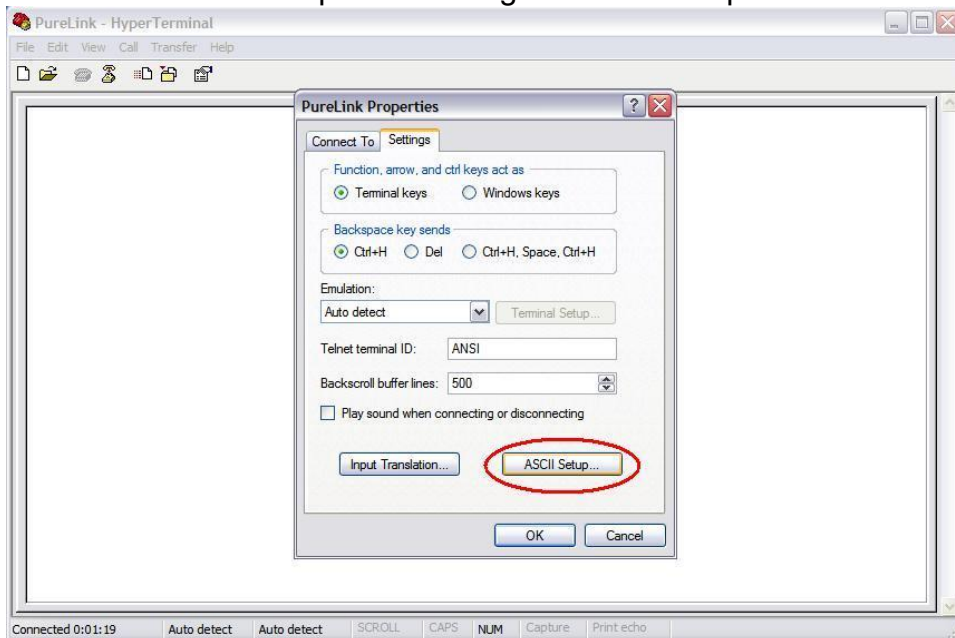 PureLink - HyperTerminal
File Edit View Call Transfer Help
PureLink Properties
Connect To Settings
Function, arrow, and ctrl keys act as
Terminal keys Windows keys
Backspace key sends
Ctrl+H Del Ctrl+H, Space, Ctrl+H
Emulation:
Auto detect Terminal Setup...
Telnet terminal ID: ANSI
Backscroll buffer lines: 500
Play sound when connecting or disconnecting
Input Translation... ASCII Setup...
OK Cancel
Connected 0:01:19 Auto detect Auto detect SCROLL CAPS NUM Capture Print echo